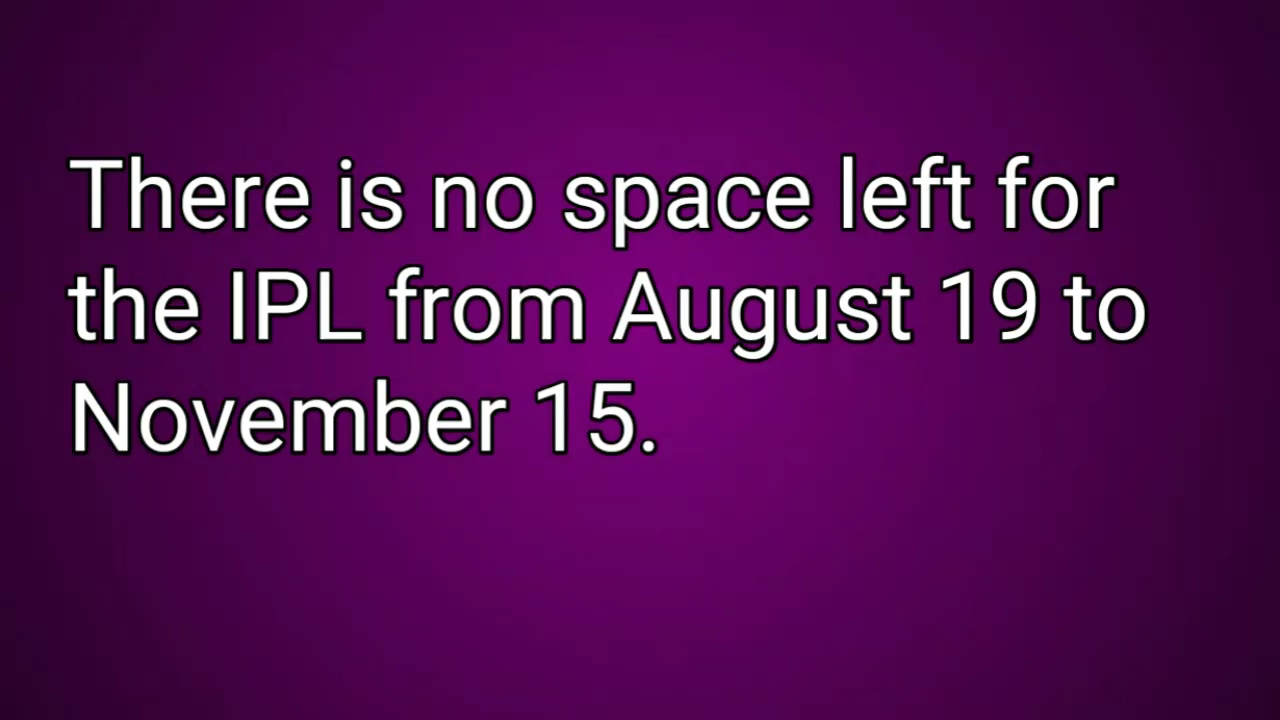 There is no space left for
the IPL from August 19 to
November 15.